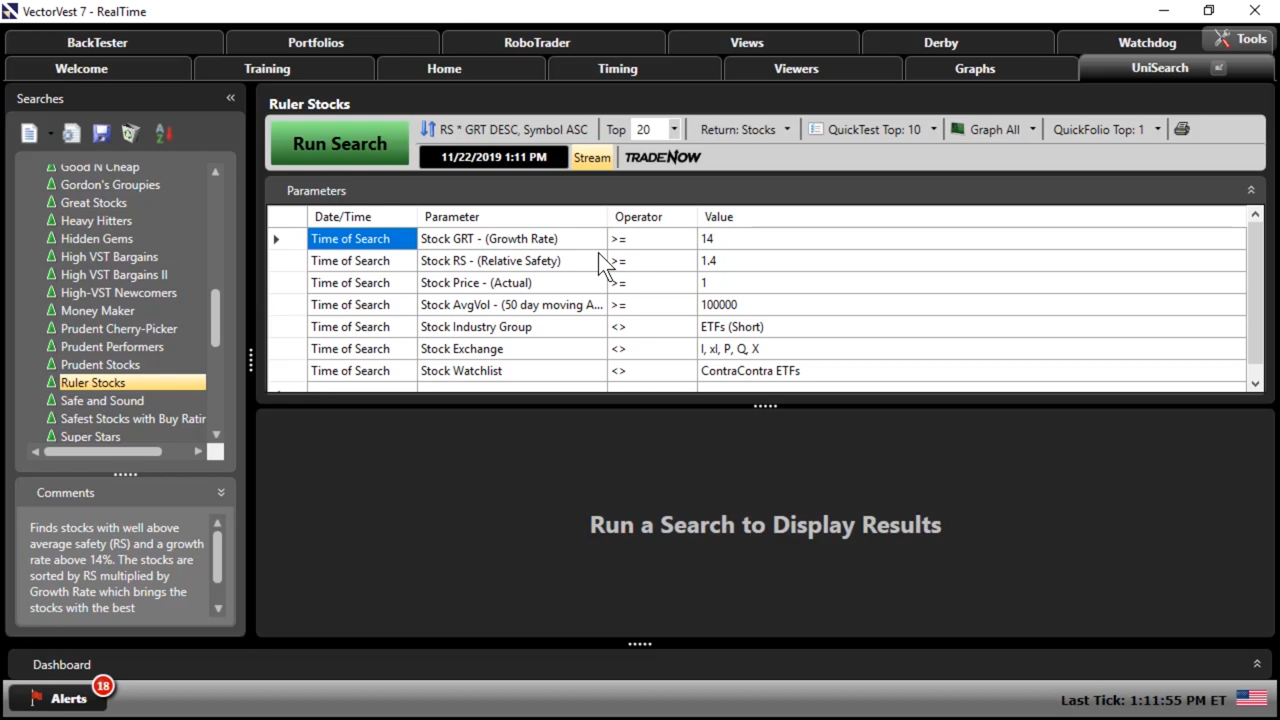 VectorVest 7 - RealTime
BackTester
Portfolios
RoboTrader
Views
Derby
Watchdog
Tools
Welcome
Training
Home
Timing
Viewers
Graphs
UniSearch
Searches
Good N Cheap
Gordon's Groupies
Great Stocks
Heavy Hitters
Hidden Gems
High VST Bargains
High VST Bargains II
High-VST Newcomers
Money Maker
Prudent Cherry-Picker
Prudent Performers
Prudent Stocks
Ruler Stocks
Safe and Sound
Safest Stocks with Buy Ratir
Super Stars
Comments
Finds stocks with well above
average safety (RS) and a growth
rate above 14%. The stocks are
sorted by RS multiplied by
Growth Rate which brings the
stocks with the best
Ruler Stocks
Run Search
RS * GRT DESC, Symbol ASC
Top 20
Return: Stocks
QuickTest Top: 10
Graph All
QuickFolio Top: 1
11/22/2019 1:11 PM
Stream
TRADENOW
Parameters
Date/Time Parameter Operator Value
Time of Search Stock GRT - (Growth Rate) >= 14
Time of Search Stock RS - (Relative Safety) >= 1.4
Time of Search Stock Price - (Actual) >= 1
Time of Search Stock AvgVol - (50 day moving A... >= 100000
Time of Search Stock Industry Group <> ETFs (Short)
Time of Search Stock Exchange <> I, xl, P, Q, X
Time of Search Stock Watchlist <> ContraContra ETFs
Run a Search to Display Results
Dashboard
Alerts
18
Last Tick: 1:11:55 PM ET